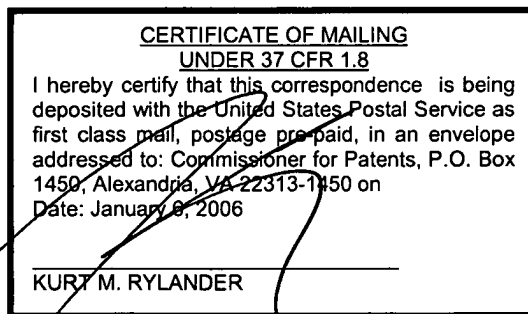 CERTIFICATE OF MAILING
UNDER 37 CFR 1.8
I hereby certify that this correspondence is being
deposited with the United States Postal Service as
first class mail, postage pre-paid, in an envelope
addressed to: Commissioner for Patents, P.O. Box
1450, Alexandria, VA 22313-1450 on
Date: January 6, 2006
KURT M. RYLANDER